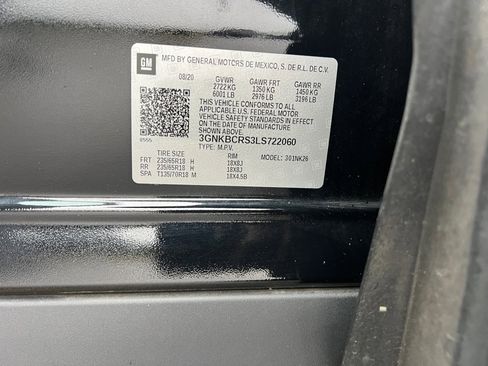 GM
MFD BY GENERAL MOTORS DE MEXICO, S. DE R.L. DE C.V.
08/20 GVWR GAWR FRT GAWR RR
2722 KG 1350 KG 1450 KG
6001 LB 2976 LB 3196 LB
THIS VEHICLE CONFORMS TO ALL
APPLICABLE U.S. FEDERAL MOTOR
VEHICLE SAFETY STANDARDS IN EFFECT
ON THE DATE OF MANUFACTURE
SHOWN ABOVE.
3GNKBCRS3LS722060
TYPE: M.P.V. MODEL: 301NK26
TIRE SIZE RIM
FRT 235/65R18 H 18X8J
RR 235/65R18 H 18X8J
SPA T135/70R18 M 18X4.5B